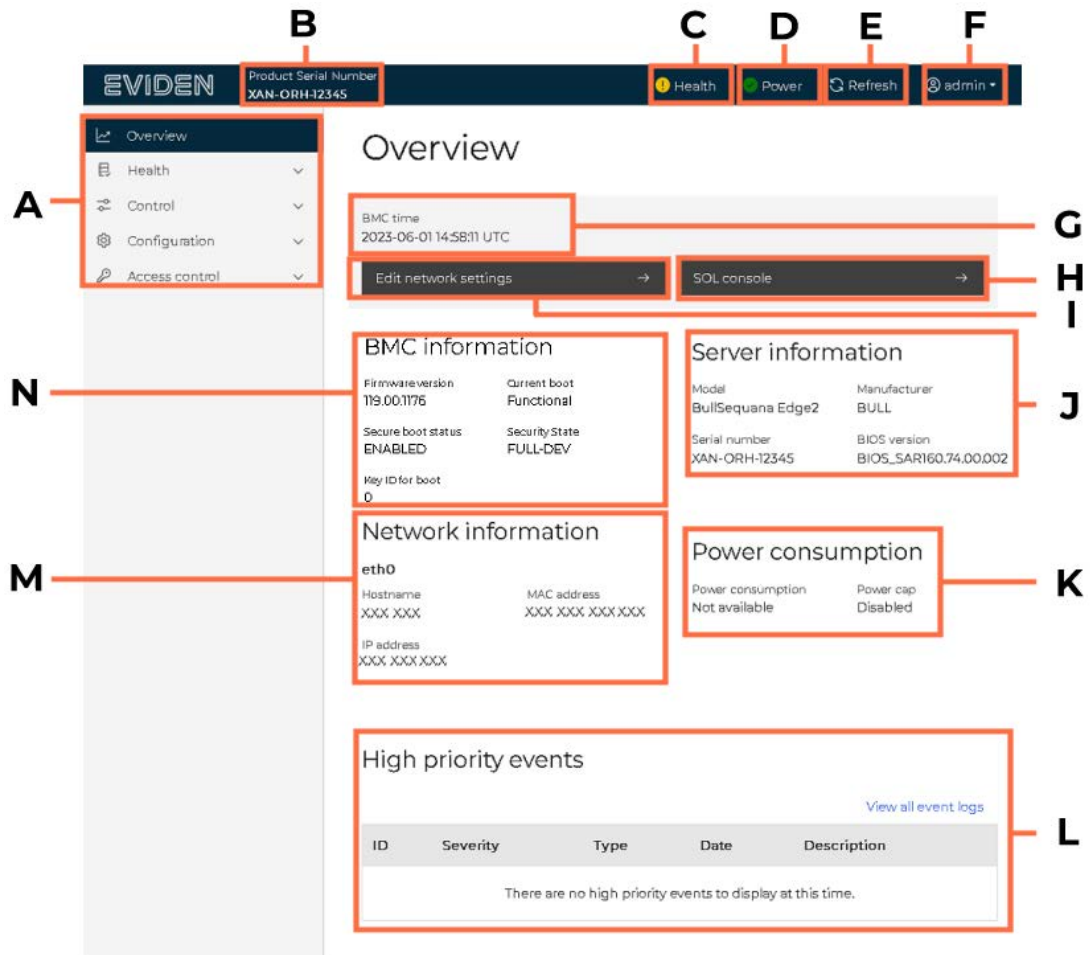 B
C
D
E
F
EVIDEN
Product Serial Number
XAN-ORH-12345
Health
Power
Refresh
admin
A
Overview
Health
Control
Configuration
Access control
Overview
BMC time
2023-06-01 14:58:11 UTC
G
Edit network settings →
SOL console →
H
I
N
BMC information
Firmware version Current boot
119.00.1176 Functional
Secure boot status Security State
ENABLED FULL-DEV
Key ID for boot
0
Server information
Model Manufacturer
BullSequana Edge2 BULL
Serial number BIOS version
XAN-ORH-12345 BIOS_SAR160.74.00.002
J
M
Network information
eth0
Hostname MAC address
XXX XXX XXX XXX XXX XXX
IP address
XXX XXX XXX
Power consumption
Power consumption Power cap
Not available Disabled
K
High priority events
View all event logs
ID Severity Type Date Description
There are no high priority events to display at this time.
L